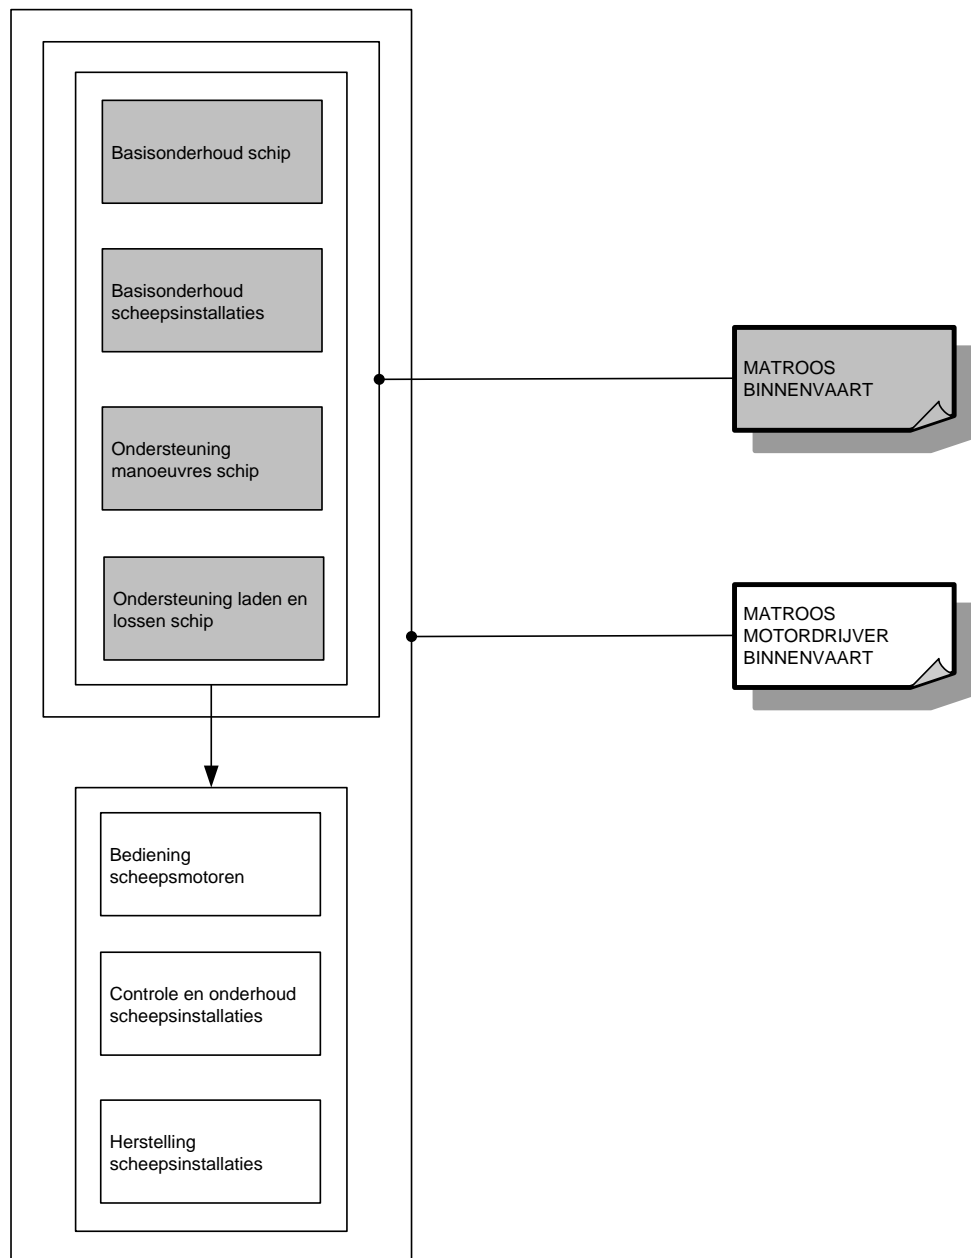 Basisonderhoud schip
Basisonderhoud
scheepsinstallaties
Ondersteuning
manoeuvres schip
Ondersteuning laden en
lossen schip
MATROOS
BINNENVAART
MATROOS
MOTORDRIJVER
BINNENVAART
Bediening
scheepsmotoren
Controle en onderhoud
scheepsinstallaties
Herstelling
scheepsinstallaties